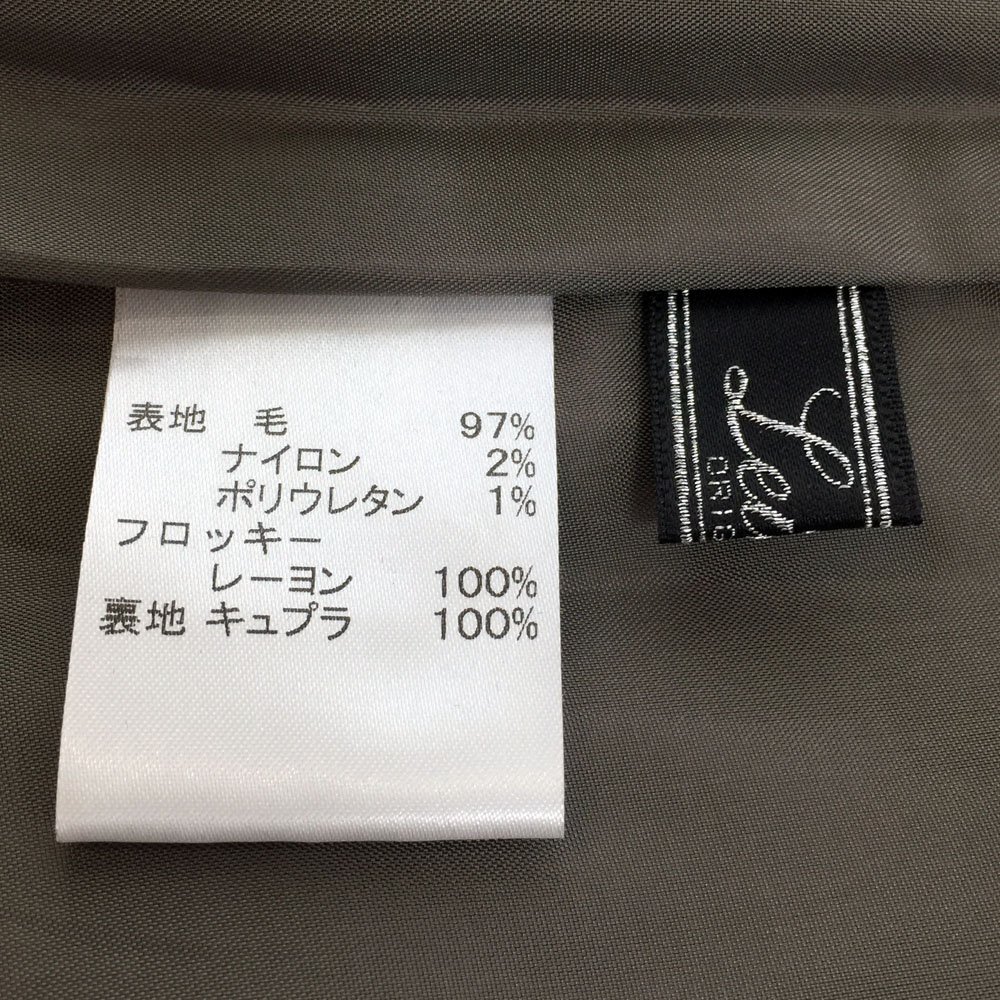 表地 毛 97%
ナイロン 2%
ポリウレタン 1%
フロッキー
レーヨン 100%
裏地 キュプラ 100%